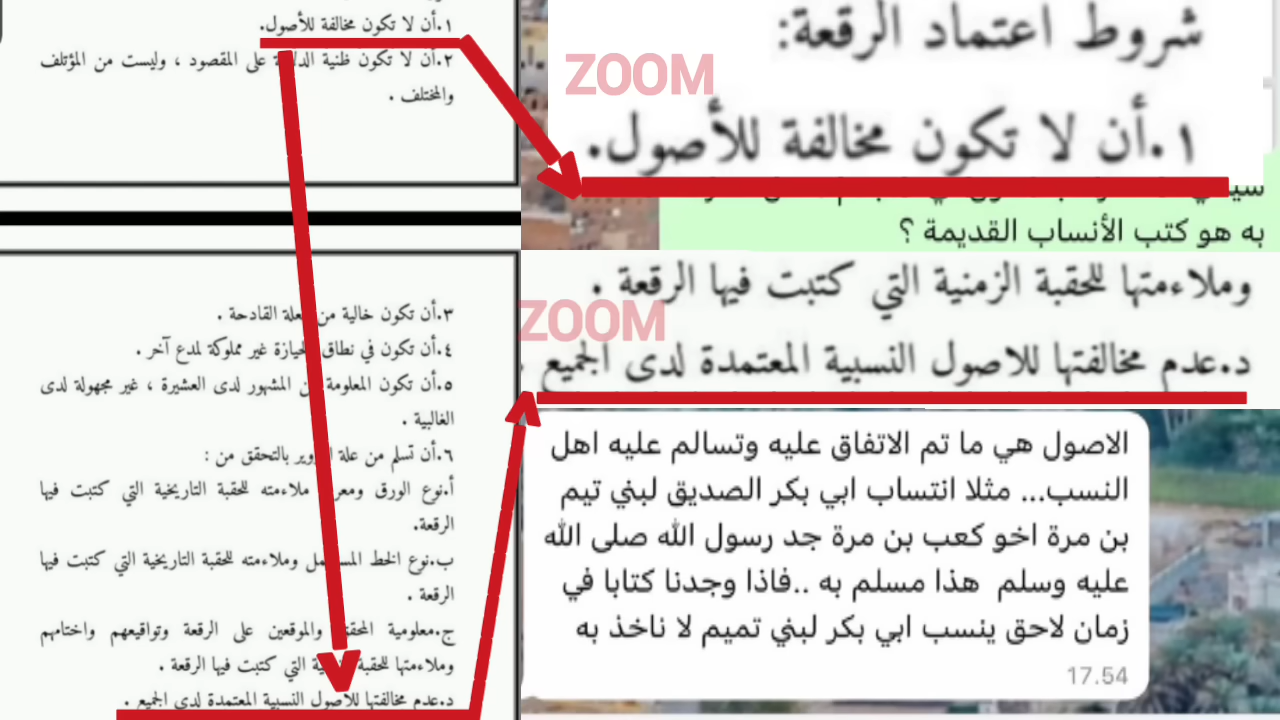 ١.أن لا تكون مخالفة للأصول.
٢.أن لا تكون ظنية على المقصود ، وليست من المؤتلف
والمختلف .
٣.أن تكون خالية من القادحة .
٤.أن تكون في نطاق الحيازة غير مملوكة لمدع آخر .
٥.أن تكون المعلومة من المشهور لدى العشيرة ، غير مجهولة لدى
الغالبية .
٦.أن تسلم من علة بالتحقق من :
أ.نوع الورق ملاءمته للحقبة التاريخية التي كتبت فيها
الرقعة.
ب.نوع الخط وملاءمته للحقبة التاريخية التي كتبت فيها
الرقعة .
ج.معلومية والموقعين على الرقعة وتواقيعهم واختامهم
وملاءمتها للحقبة التي كتبت فيها الرقعة .
د.عدم مخالفتها للأصول النسبية المعتمدة لدى الجميع .
شروط اعتماد الرقعة:
ZOOM
١.أن لا تكون مخالفة للأصول.
به هو كتب الأنساب القديمة ؟
وملاءمتها للحقبة الزمنية التي كتبت فيها الرقعة .
ZOOM
د.عدم مخالفتها للاصول النسبية المعتمدة لدى الجميع
الاصول هي ما تم الاتفاق عليه وتسالم عليه اهل
النسب... مثلا انتساب ابي بكر الصديق لبني تيم
بن مرة اخو كعب بن مرة جد رسول الله صلى الله
عليه وسلم هذا مسلم به ..فاذا وجدنا كتابا في
زمان لاحق ينسب ابي بكر لبني تميم لا ناخذ به
17.54